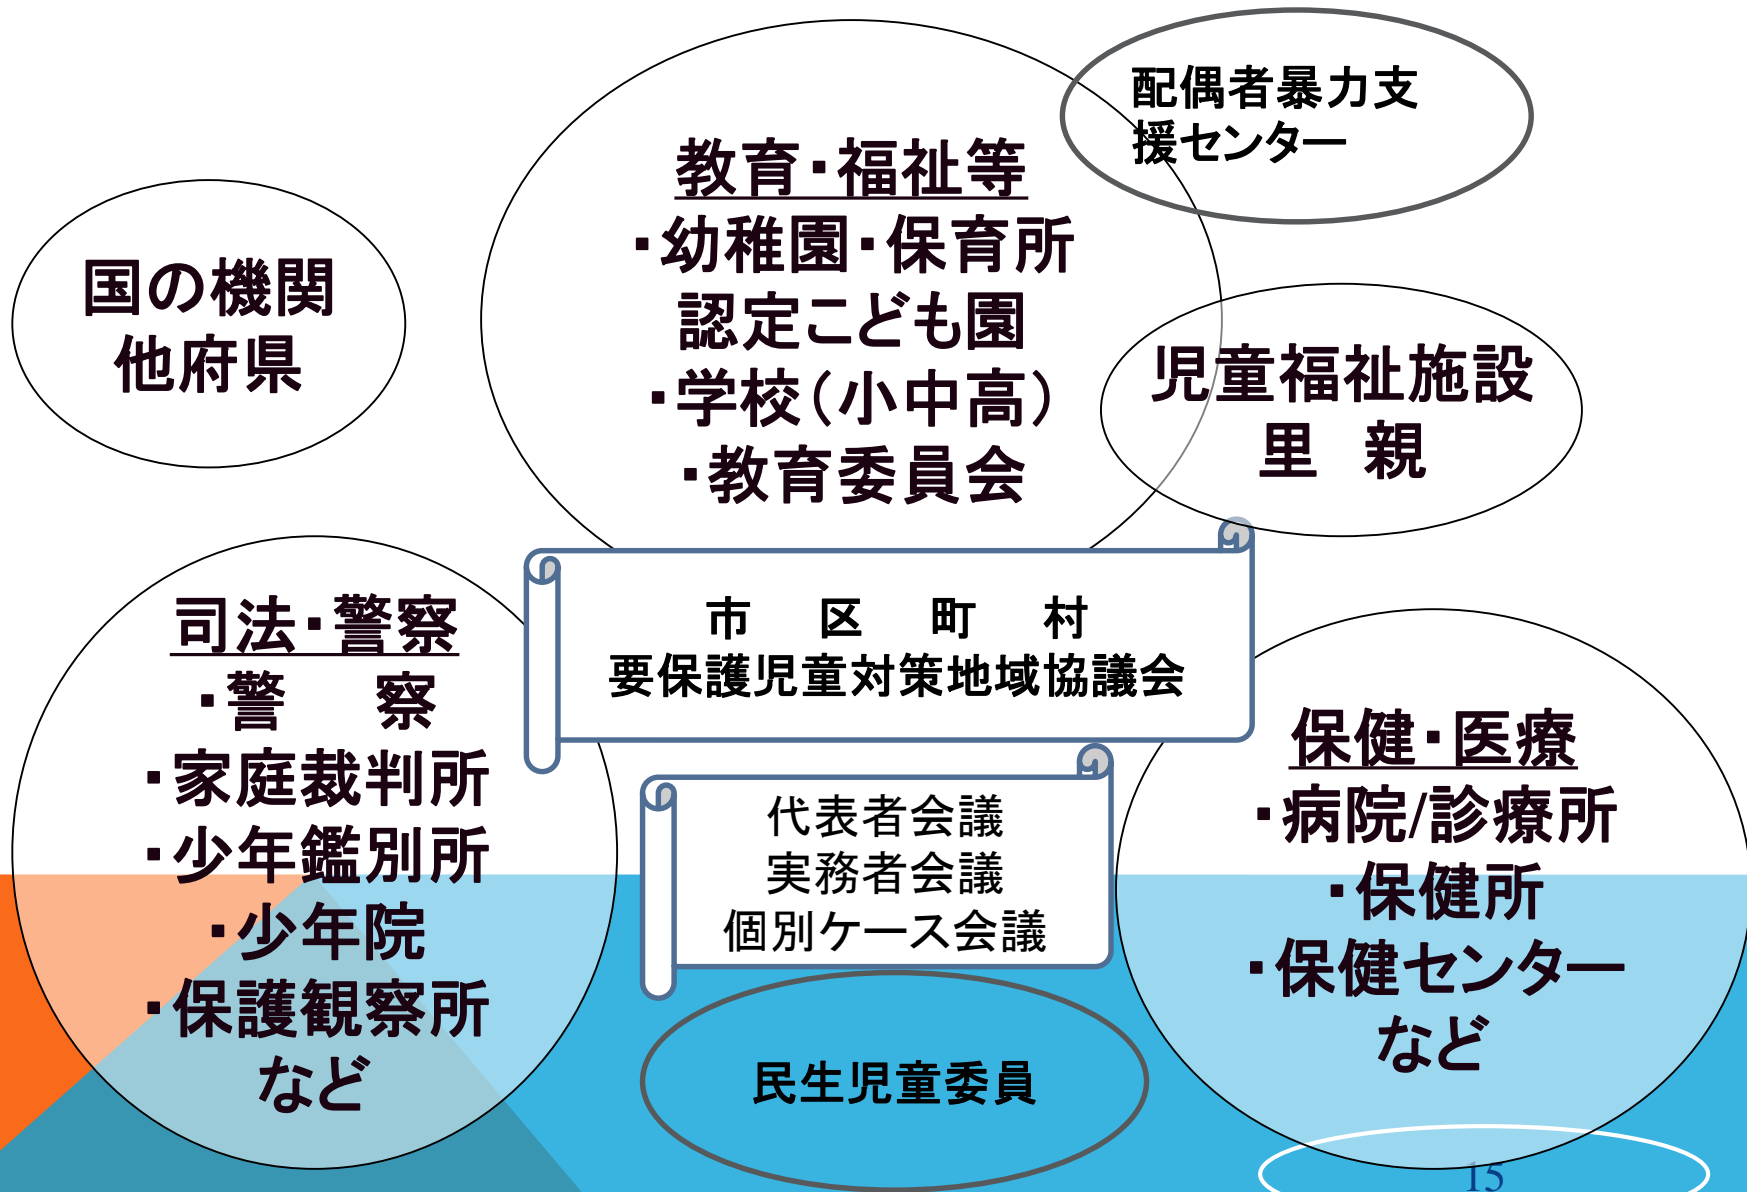 配偶者暴力支
援センター
教育・福祉等
・幼稚園・保育所
認定こども園
・学校（小中高）
・教育委員会
国の機関
他府県
児童福祉施設
里　親
市　区　町　村
要保護児童対策地域協議会
司法・警察
・警　察
・家庭裁判所
・少年鑑別所
・少年院
・保護観察所
など
代表者会議
実務者会議
個別ケース会議
保健・医療
・病院/診療所
・保健所
・保健センター
など
民生児童委員
15